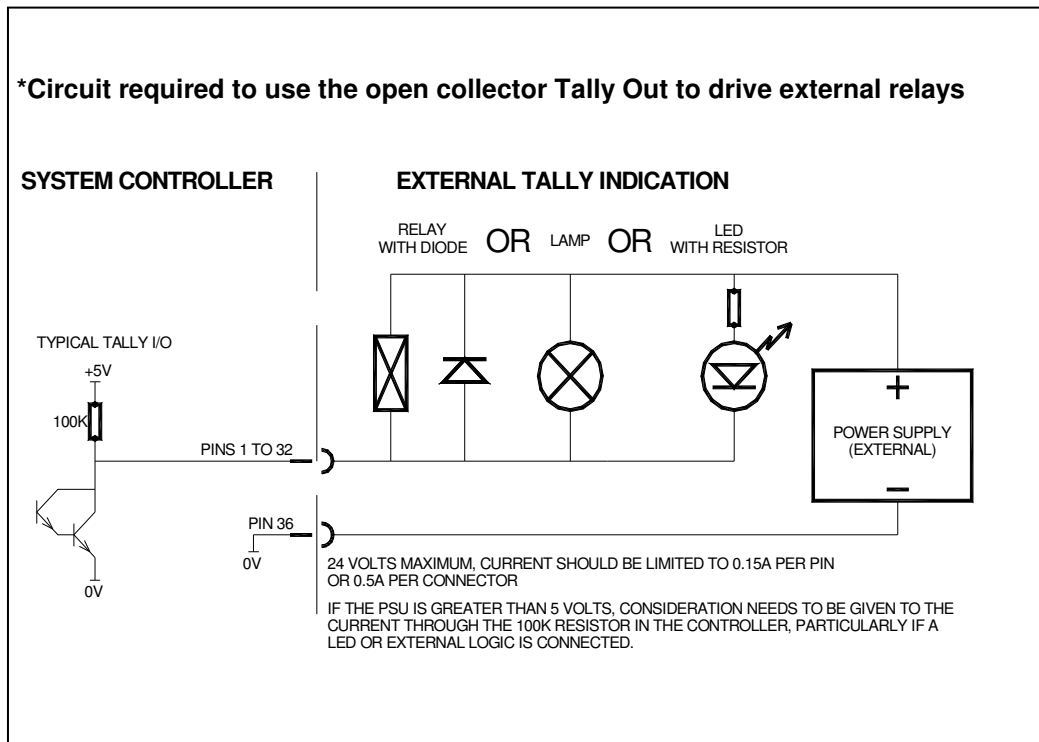 *Circuit required to use the open collector Tally Out to drive external relays
SYSTEM CONTROLLER
EXTERNAL TALLY INDICATION
RELAY
WITH DIODE
OR
LAMP
OR
LED
WITH RESISTOR
TYPICAL TALLY I/O
+5V
100K
PINS 1 TO 32
+
POWER SUPPLY
(EXTERNAL)
PIN 36
0V
0V
24 VOLTS MAXIMUM, CURRENT SHOULD BE LIMITED TO 0.15A PER PIN
OR 0.5A PER CONNECTOR
IF THE PSU IS GREATER THAN 5 VOLTS, CONSIDERATION NEEDS TO BE GIVEN TO THE
CURRENT THROUGH THE 100K RESISTOR IN THE CONTROLLER, PARTICULARLY IF A
LED OR EXTERNAL LOGIC IS CONNECTED.